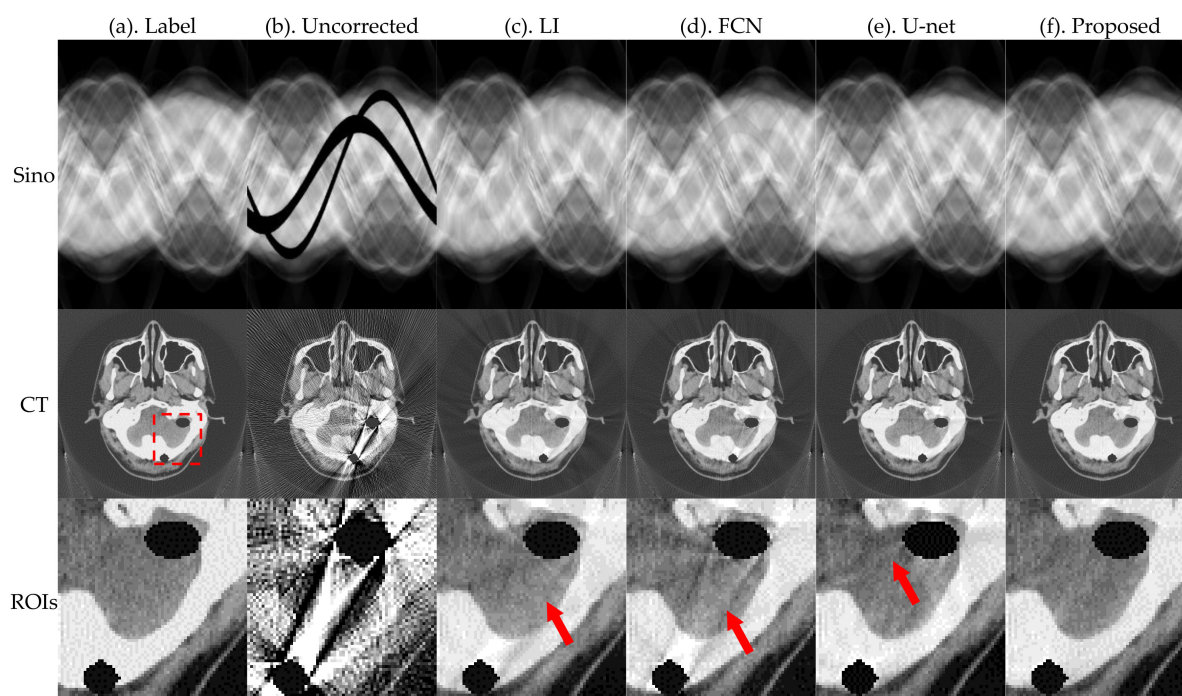 (a). Label (b). Uncorrected (c). LI (d). FCN (e). U-net (f). Proposed
Sino
CT
ROIs